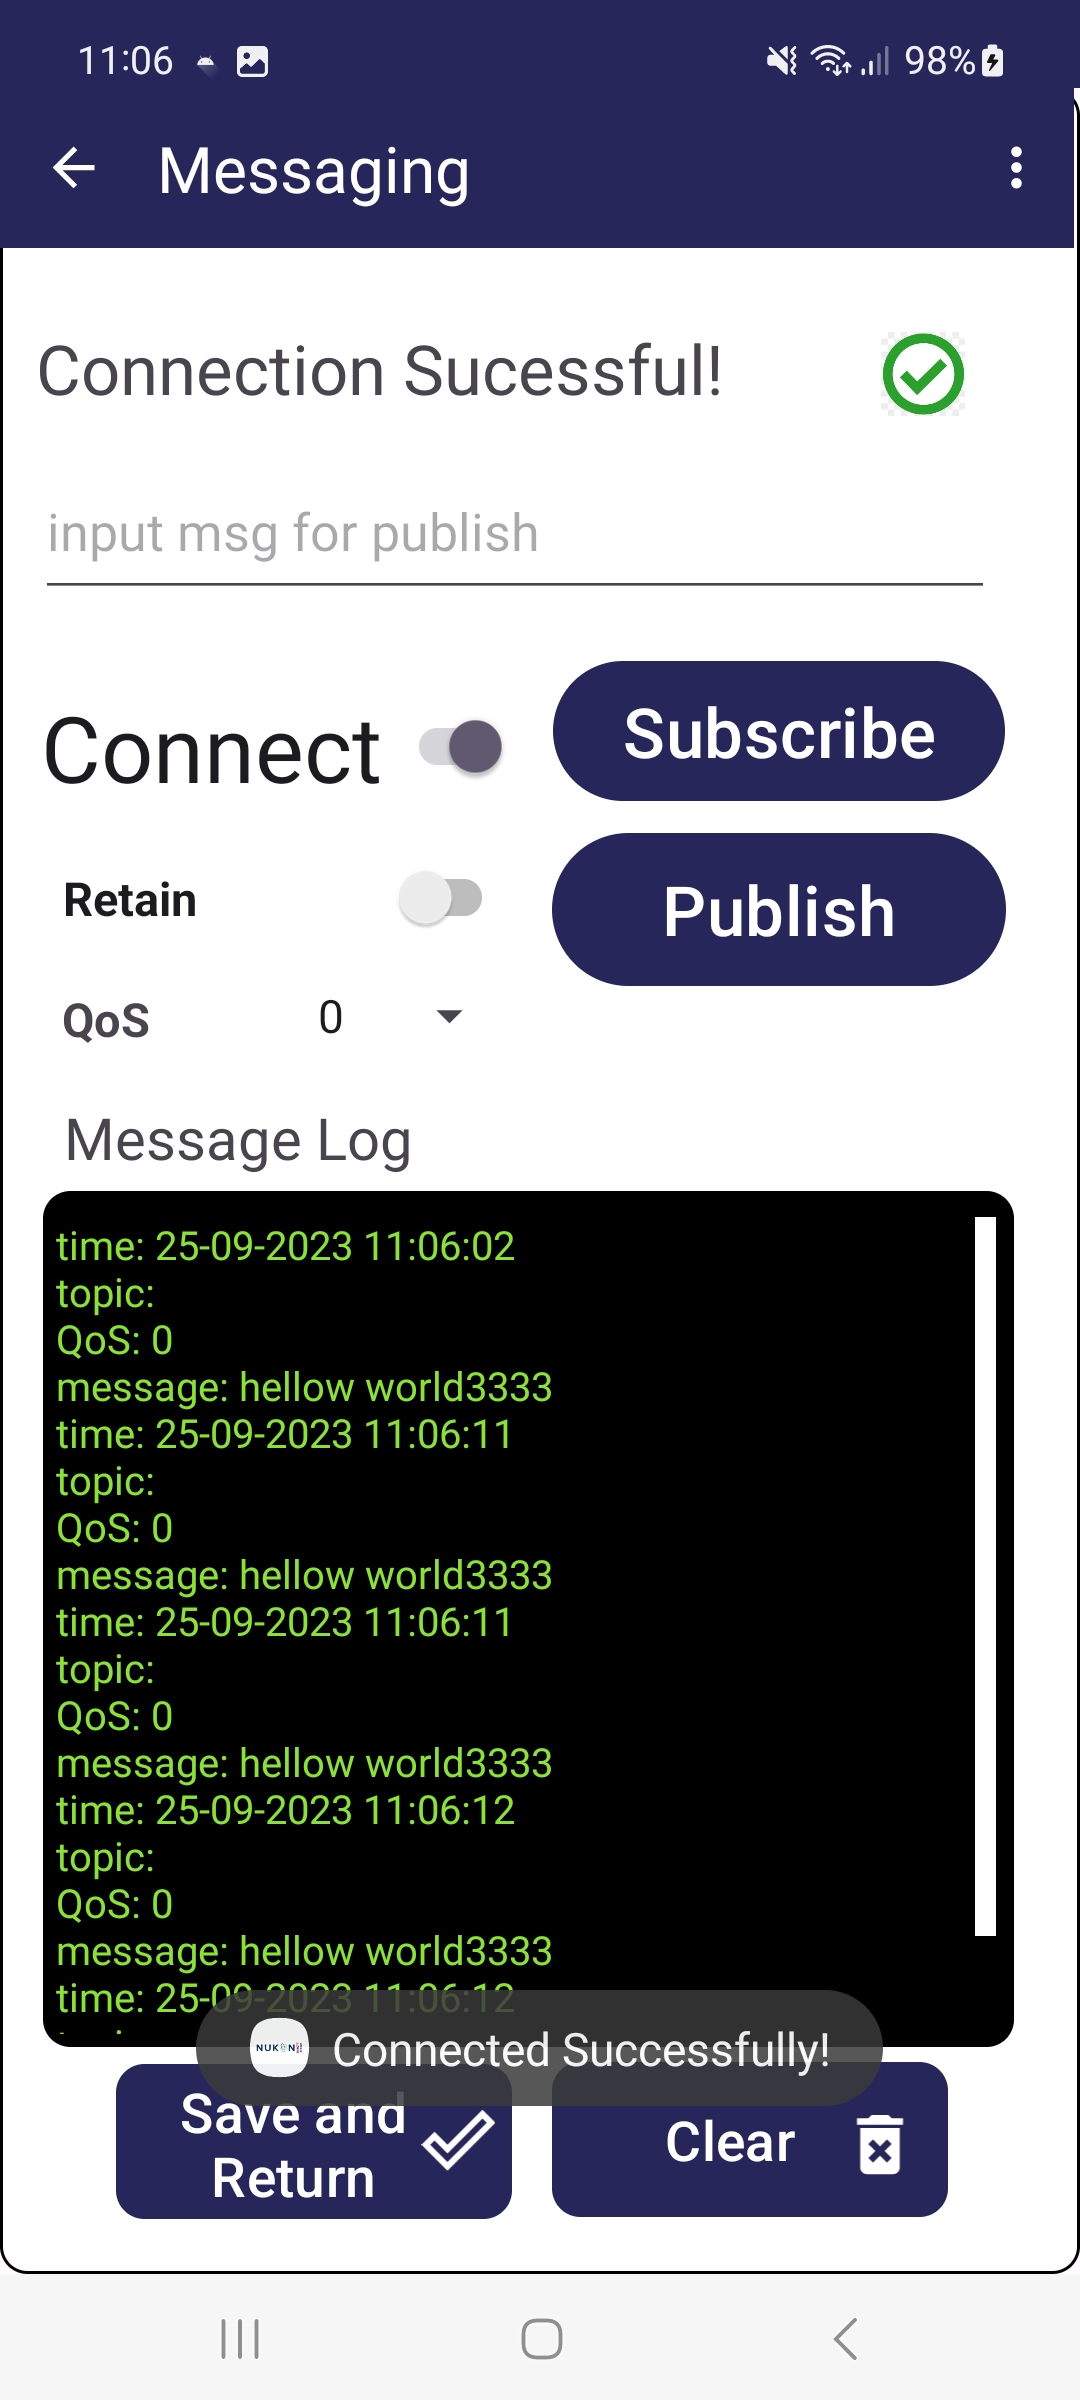 11:06
98%
Messaging
Connection Sucessful!
input msg for publish
Connect
Subscribe
Retain
Publish
QoS
0
Message Log
time: 25-09-2023 11:06:02
topic:
QoS: 0
message: hellow world3333
time: 25-09-2023 11:06:11
topic:
QoS: 0
message: hellow world3333
time: 25-09-2023 11:06:11
topic:
QoS: 0
message: hellow world3333
time: 25-09-2023 11:06:12
topic:
QoS: 0
message: hellow world3333
time: 25-09-2023 11:06:12
Connected Successfully!
Save and
Return
Clear